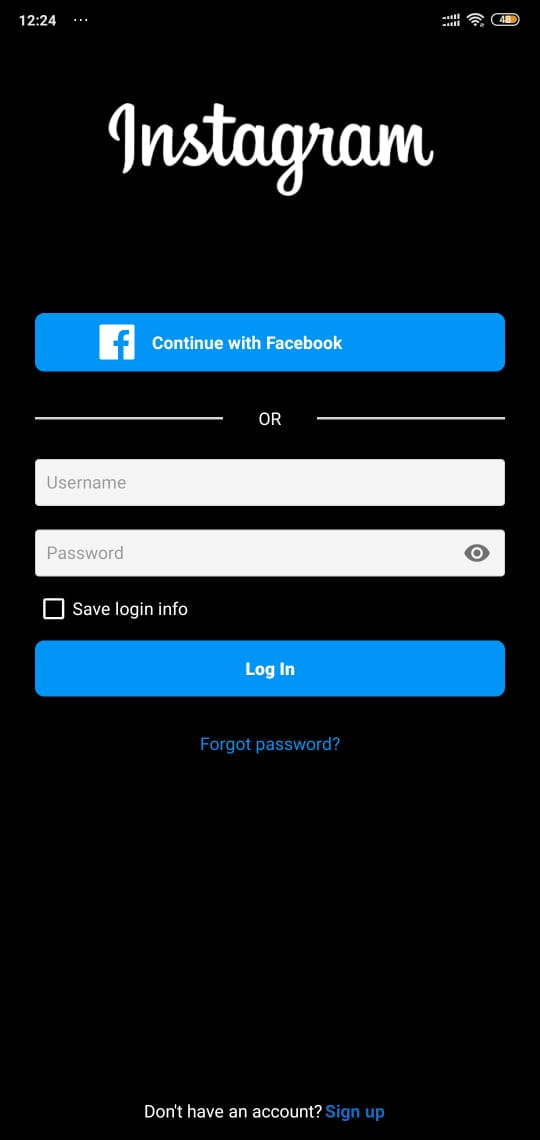 12:24 ...
48
Instagram
Continue with Facebook
OR
Username
Password
Save login info
Log In
Forgot password?
Don't have an account? Sign up